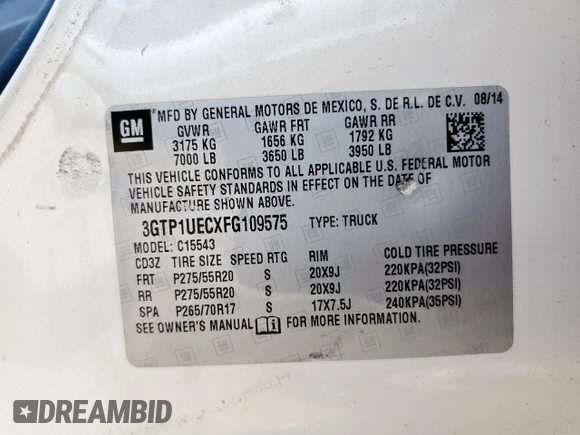 GM
MFD BY GENERAL MOTORS DE MEXICO, S. DE R.L. DE C.V. 08/14
GVWR GAWR FRT GAWR RR
3175 KG 1656 KG 1792 KG
7000 LB 3650 LB 3950 LB
THIS VEHICLE CONFORMS TO ALL APPLICABLE U.S. FEDERAL MOTOR
VEHICLE SAFETY STANDARDS IN EFFECT ON THE DATE OF
MANUFACTURE SHOWN ABOVE.
3GTP1UECXFG109575 TYPE: TRUCK
MODEL: C15543
CD3Z TIRE SIZE SPEED RTG RIM COLD TIRE PRESSURE
FRT P275/55R20 S 20X9J 220KPA(32PSI)
RR P275/55R20 S 20X9J 220KPA(32PSI)
SPA P265/70R17 S 17X7.5J 240KPA(35PSI)
SEE OWNER'S MANUAL FOR MORE INFORMATION.
DREAMBID